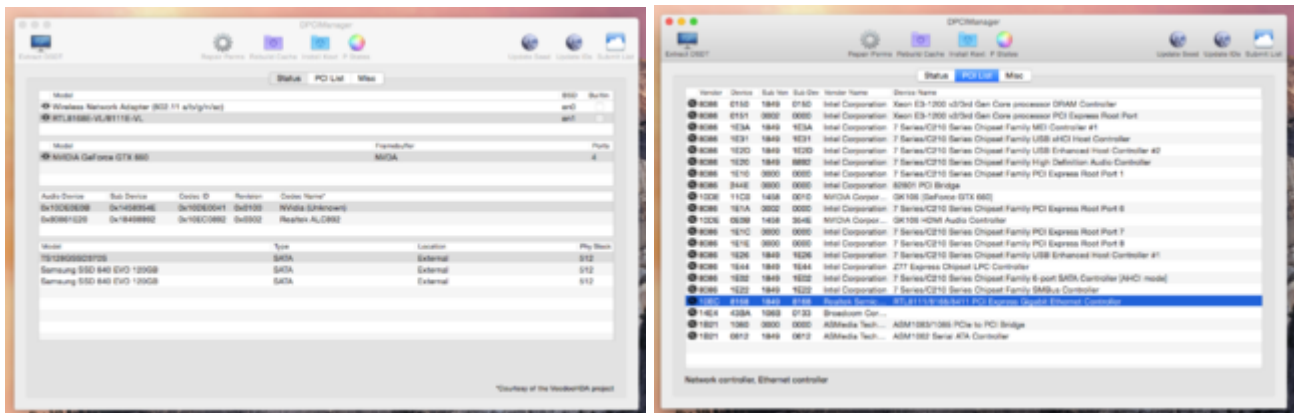 DPCIManager
Extract DSDT Repair Perms Rebuild Cache Install Kext P States Update Seed Update IDs Submit List
Status PCI List Misc
Model BSD Builtin
Wireless Network Adapter (802.11 a/b/g/n/ac) en0
RTL8168E-VL/8111E-VL en1
Model Framebuffer Ports
NVIDIA GeForce GTX 660 NVDA 4
Audio Device Sub Device Codec ID Revision Codec Name*
NVidia (Unknown)
Realtek ALC892
Model Type Location Phy Block
SATA External 512
Samsung SSD 840 EVO 120GB SATA External 512
Samsung SSD 840 EVO 120GB SATA External 512
*Courtesy of the VoodooHDA project
DPCIManager
Extract DSDT Repair Perms Rebuild Cache Install Kext P States Update Seed Update IDs Submit List
Status PCI List Misc
Vendor Device Sub Ven Sub Dev Vendor Name Device Name
8086 0150 1849 0150 Intel Corporation Xeon E3-1200 v2/3rd Gen Core processor DRAM Controller
8086 0151 0002 0000 Intel Corporation Xeon E3-1200 v2/3rd Gen Core processor PCI Express Root Port
8086 1E3A 1849 1E3A Intel Corporation 7 Series/C210 Series Chipset Family MEI Controller #1
8086 1E31 1849 1E31 Intel Corporation 7 Series/C210 Series Chipset Family USB xHCI Host Controller
8086 1E2D 1849 1E2D Intel Corporation 7 Series/C210 Series Chipset Family USB Enhanced Host Controller #2
8086 1E20 1849 8892 Intel Corporation 7 Series/C210 Series Chipset Family High Definition Audio Controller
8086 1E10 0000 0000 Intel Corporation 7 Series/C210 Series Chipset Family PCI Express Root Port 1
8086 244E 0000 0000 Intel Corporation 82801 PCI Bridge
10DE 11C0 1458 0010 NVIDIA Corpor... GK106 [GeForce GTX 660]
8086 1E1A 0002 0000 Intel Corporation 7 Series/C210 Series Chipset Family PCI Express Root Port 6
10DE 0E0B 1458 354E NVIDIA Corpor... GK106 HDMI Audio Controller
8086 1E1C 0000 0000 Intel Corporation 7 Series/C210 Series Chipset Family PCI Express Root Port 7
8086 1E1E 0000 0000 Intel Corporation 7 Series/C210 Series Chipset Family PCI Express Root Port 8
8086 1E26 1849 1E26 Intel Corporation 7 Series/C210 Series Chipset Family USB Enhanced Host Controller #1
8086 1E44 1849 1E44 Intel Corporation Z77 Express Chipset LPC Controller
8086 1E02 1849 1E02 Intel Corporation 7 Series/C210 Series Chipset Family 6-port SATA Controller [AHCI mode]
8086 1E22 1849 1E22 Intel Corporation 7 Series/C210 Series Chipset Family SMBus Controller
10EC 8168 1849 8168 Realtek Semic... RTL8111/8168/8411 PCI Express Gigabit Ethernet Controller
14E4 43BA 106B 0133 Broadcom Cor...
1B21 1080 0000 0000 ASMedia Tech... ASM1083/1085 PCIe to PCI Bridge
1B21 0612 1849 0612 ASMedia Tech... ASM1062 Serial ATA Controller
Network controller, Ethernet controller